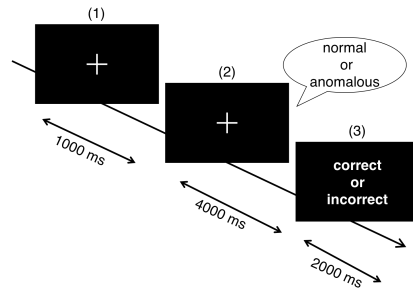 (1)
1000 ms
(2)
4000 ms
normal
or
anomalous
(3)
correct
or
incorrect
2000 ms